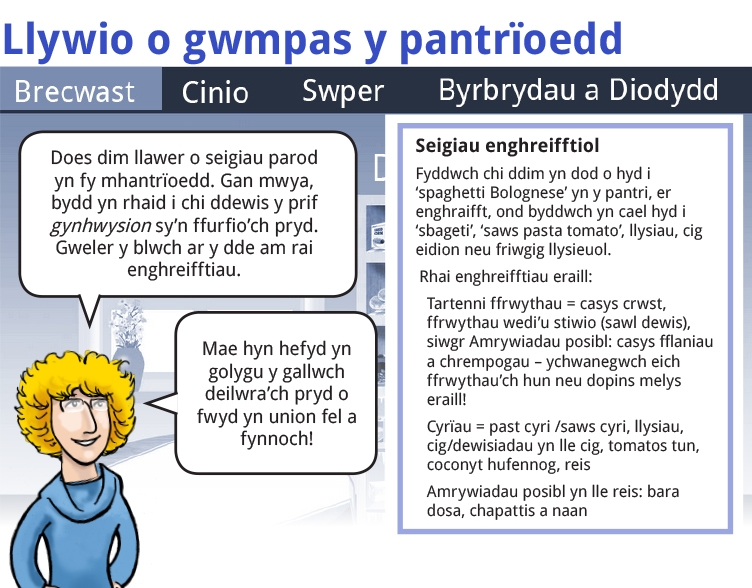 Llywio o gwmpas y pantrïoedd
Brecwast
Cinio
Swper
Byrbrydau a Diodydd
Does dim llawer o seigiau parod
yn fy mhantrïoedd. Gan mwya,
bydd yn rhaid i chi ddewis y prif
gynhwysion sy’n ffurfio’ch pryd.
Gweler y blwch ar y dde am rai
enghreifftiau.
Mae hyn hefyd yn
golygu y gallwch
deilwra’ch pryd o
fwyd yn union fel a
fynnoch!
Seigiau enghreifftiol
Fyddwch chi ddim yn dod o hyd i
‘spaghetti Bolognese’ yn y pantri, er
enghraifft, ond byddwch yn cael hyd i
‘sbageti’, ‘saws pasta tomato’, llysiau, cig
eidion neu friwgig llysieuol.
Rhai enghreifftiau eraill:
Tartenni ffrwythau = casys crwst,
ffrwythau wedi’u stiwio (sawl dewis),
siwgr Amrywiadau posibl: casys fflaniau
a chrempogau – ychwanegwch eich
ffrwythau’ch hun neu dopins melys
eraill!
Cyrïau = past cyri /saws cyri, llysiau,
cig/dewisiadau yn lle cig, tomatos tun,
coconyt hufennog, reis
Amrywiadau posibl yn lle reis: bara
dosa, chapattis a naan